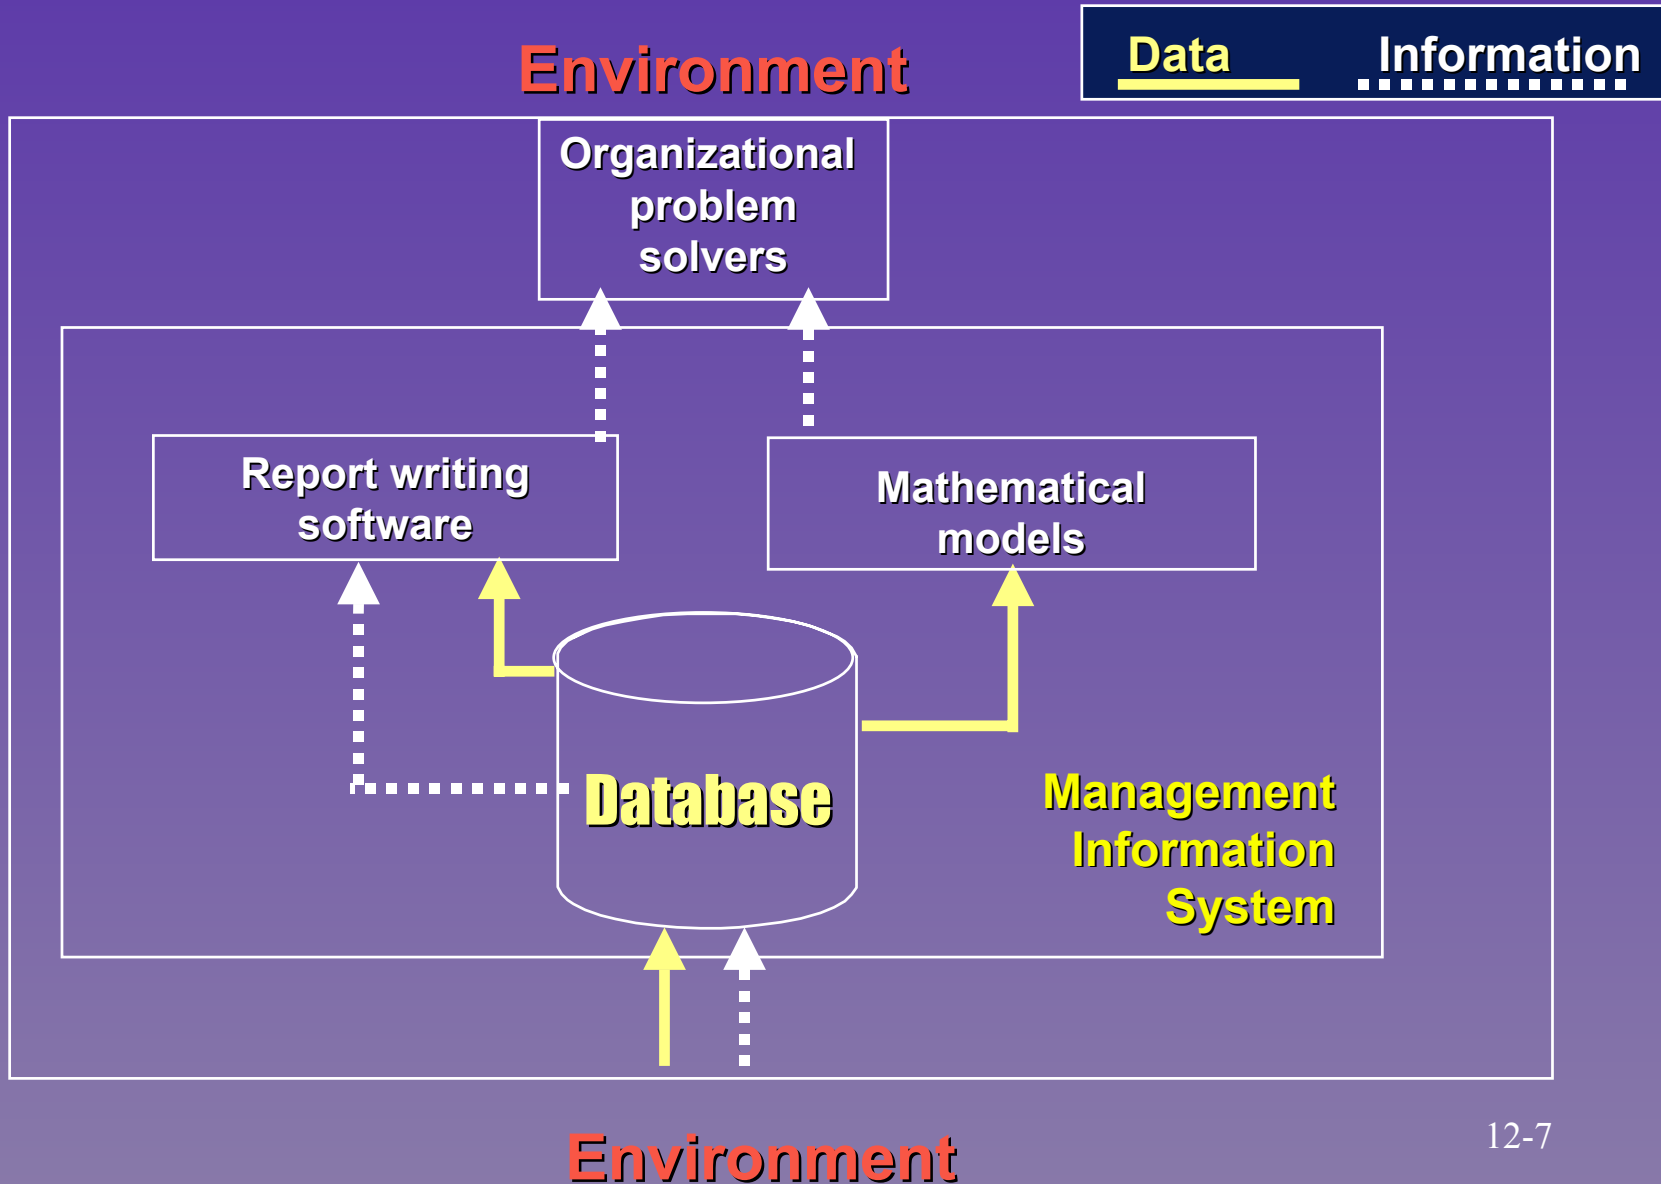 Environment
Data Information
Organizational
problem
solvers
Report writing
software
Mathematical
models
Database
Management
Information
System
Environment
12-7